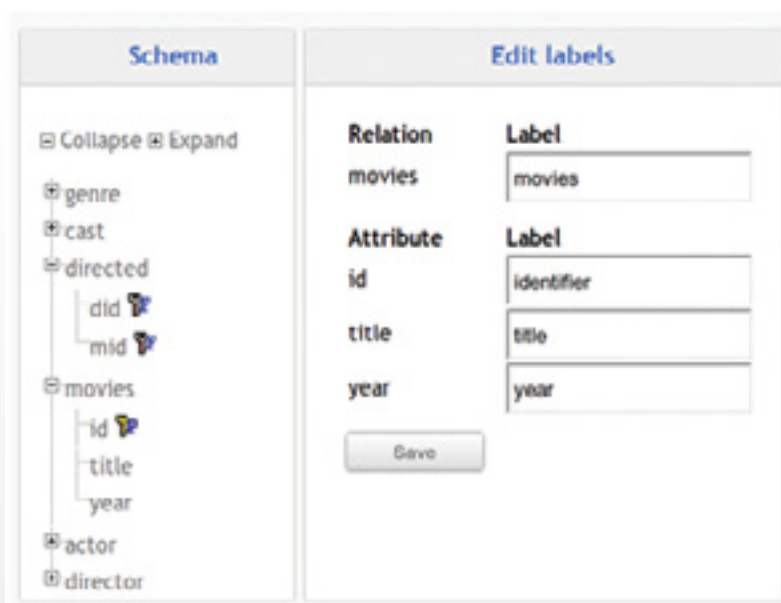 Schema
Collapse Expand
genre
cast
directed
did
mid
movies
id
title
year
actor
director
Edit labels
Relation Label
movies movies
Attribute Label
id identifier
title title
year year
Save